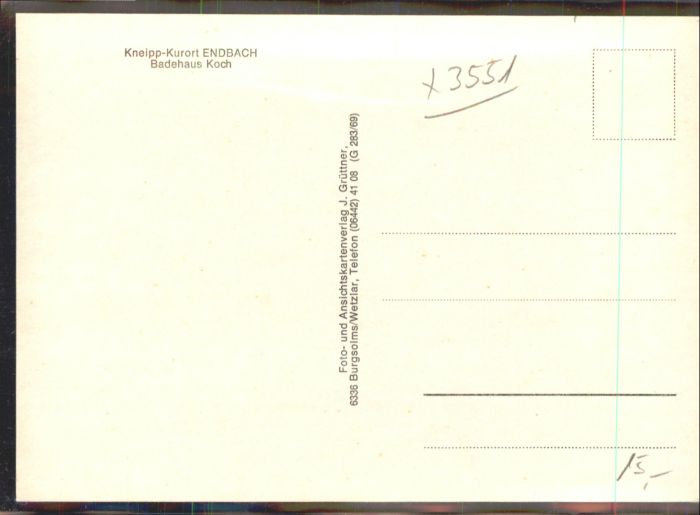 Kneipp-Kurort ENDBACH
Badehaus Koch
x 3551
Foto- und Ansichtskartenverlag J. Grüttner,
6336 Burgsolms/Wetzlar, Telefon (06442) 41 08 (G 283/69)
15,-